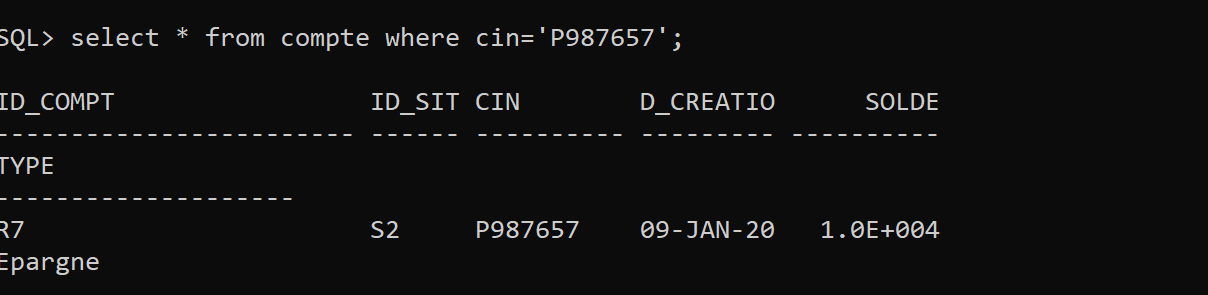 SQL> select * from compte where cin='P987657';
ID_COMPT ID_SIT CIN D_CREATIO SOLDE
------------------------ ------ ---------- --------- ----------
TYPE
--------------------
R7 S2 P987657 09-JAN-20 1.0E+004
Epargne